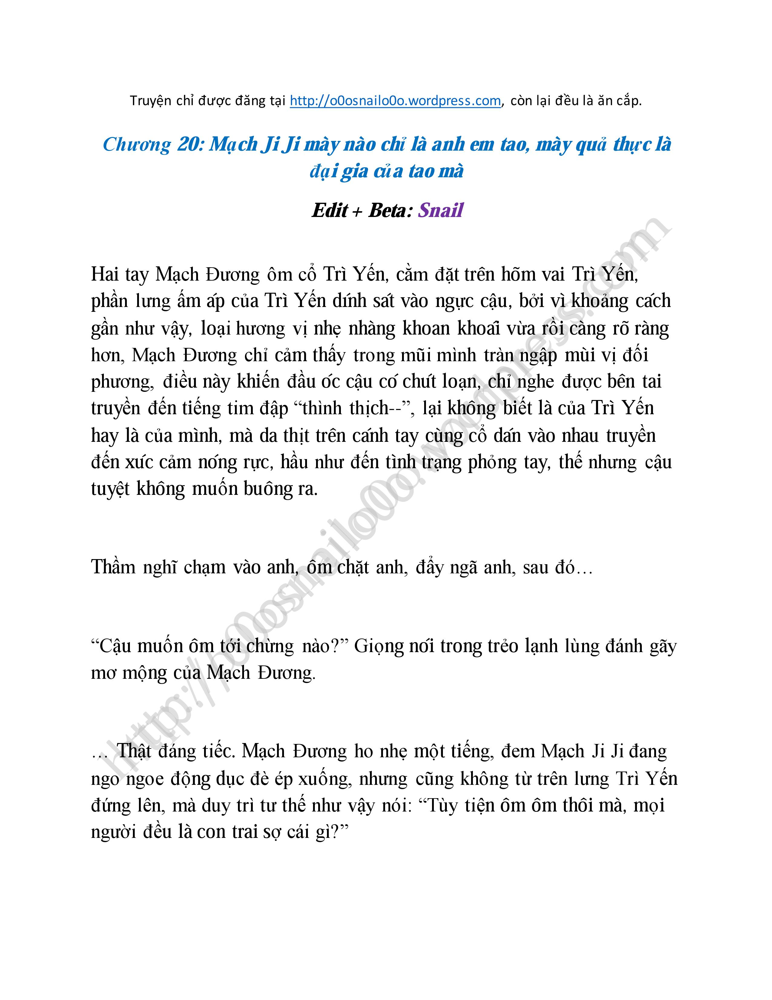 Truyện chỉ được đăng tại http://o0osnailo0o.wordpress.com, còn lại đều là ăn cắp.
Chương 20: Mạch Ji Ji mày nào chỉ là anh em tao, mày quả thực là
đại gia của tao mà
Edit + Beta: Snail
Hai tay Mạch Đương ôm cổ Trì Yến, cằm đặt trên hõm vai Trì Yến,
phần lưng ấm áp của Trì Yến dính sát vào ngực cậu, bởi vì khoảng cách
gần như vậy, loại hương vị nhẹ nhàng khoan khoái vừa rồi càng rõ ràng
hơn, Mạch Đương chỉ cảm thấy trong mũi mình tràn ngập mùi vị đối
phương, điều này khiến đầu óc cậu có chút loạn, chỉ nghe được bên tai
truyền đến tiếng tim đập “thình thịch--”, lại không biết là của Trì Yến
hay là của mình, mà da thịt trên cánh tay cùng cổ dán vào nhau truyền
đến xúc cảm nóng rực, hầu như đến tình trạng phỏng tay, thế nhưng cậu
tuyệt không muốn buông ra.
Thầm nghĩ chạm vào anh, ôm chặt anh, đẩy ngã anh, sau đó…
“Cậu muốn ôm tới chừng nào?” Giọng nói trong trẻo lạnh lùng đánh gãy
mơ mộng của Mạch Đương.
… Thật đáng tiếc. Mạch Đương ho nhẹ một tiếng, đem Mạch Ji Ji đang
ngo ngoe động dục đè ép xuống, nhưng cũng không từ trên lưng Trì Yến
đứng lên, mà duy trì tư thế như vậy nói: “Tùy tiện ôm ôm thôi mà, mọi
người đều là con trai sợ cái gì?”
http://o0osnailo0o.wordpress.com